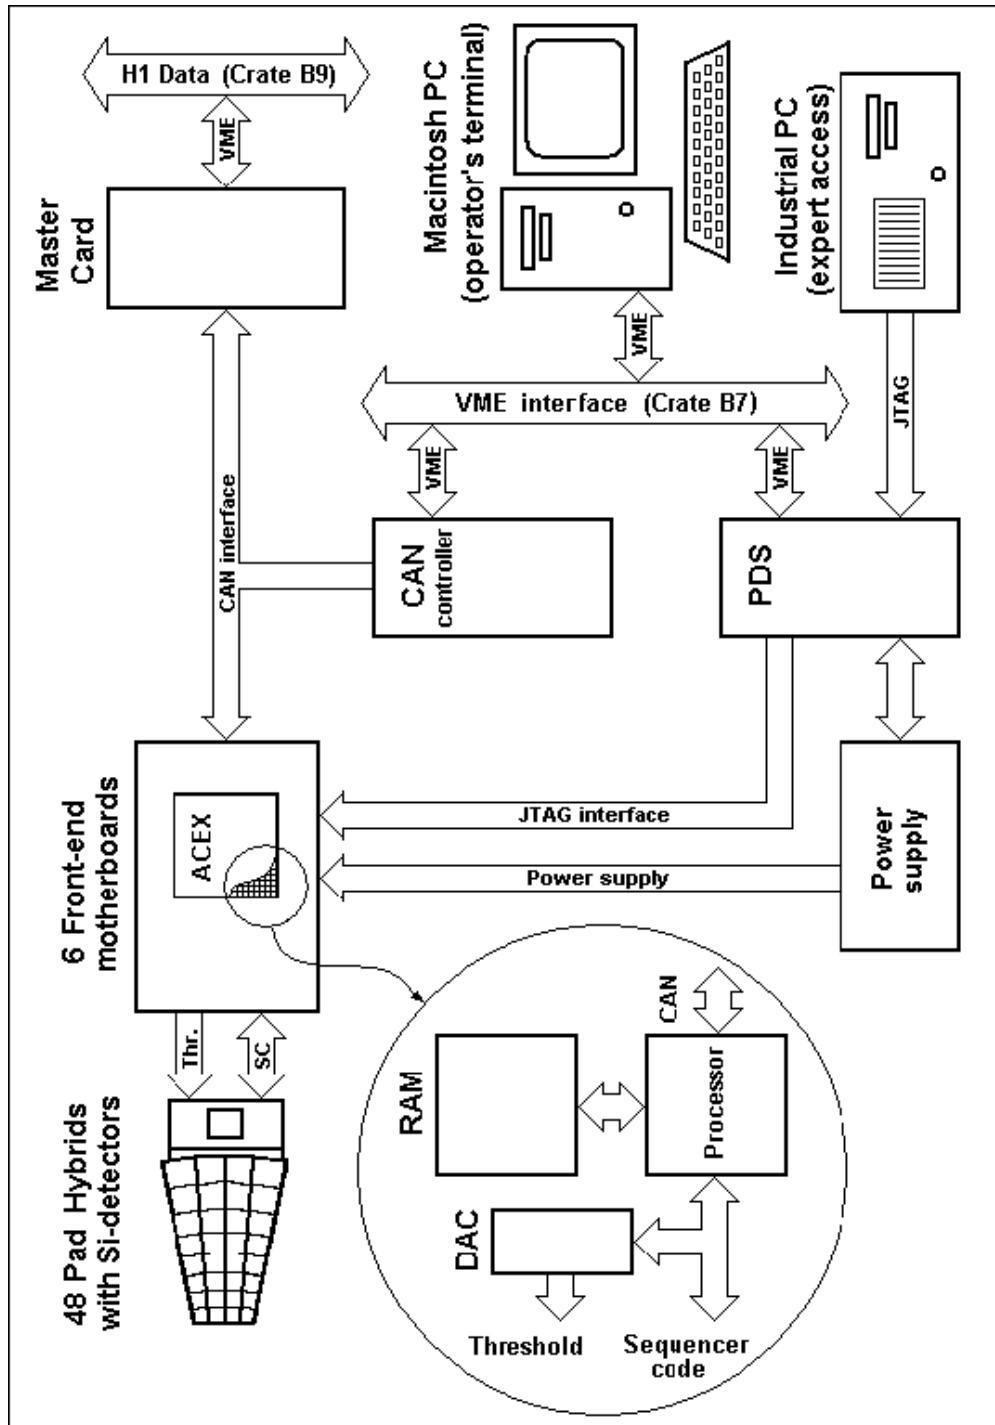 H1 Data (Crate B9)
VME
Master
Card
Macintosh PC
(operator's terminal)
Industrial PC
(expert access)
VME
VME interface (Crate B7)
JTAG
VME
VME
CAN interface
CAN
controller
PDS
6 Front-end
motherboards
ACEX
JTAG interface
Power supply
Power
supply
Thr.
SC
48 Pad Hybrids
with Si-detectors
CAN
RAM
Processor
DAC
Threshold
Sequencer
code